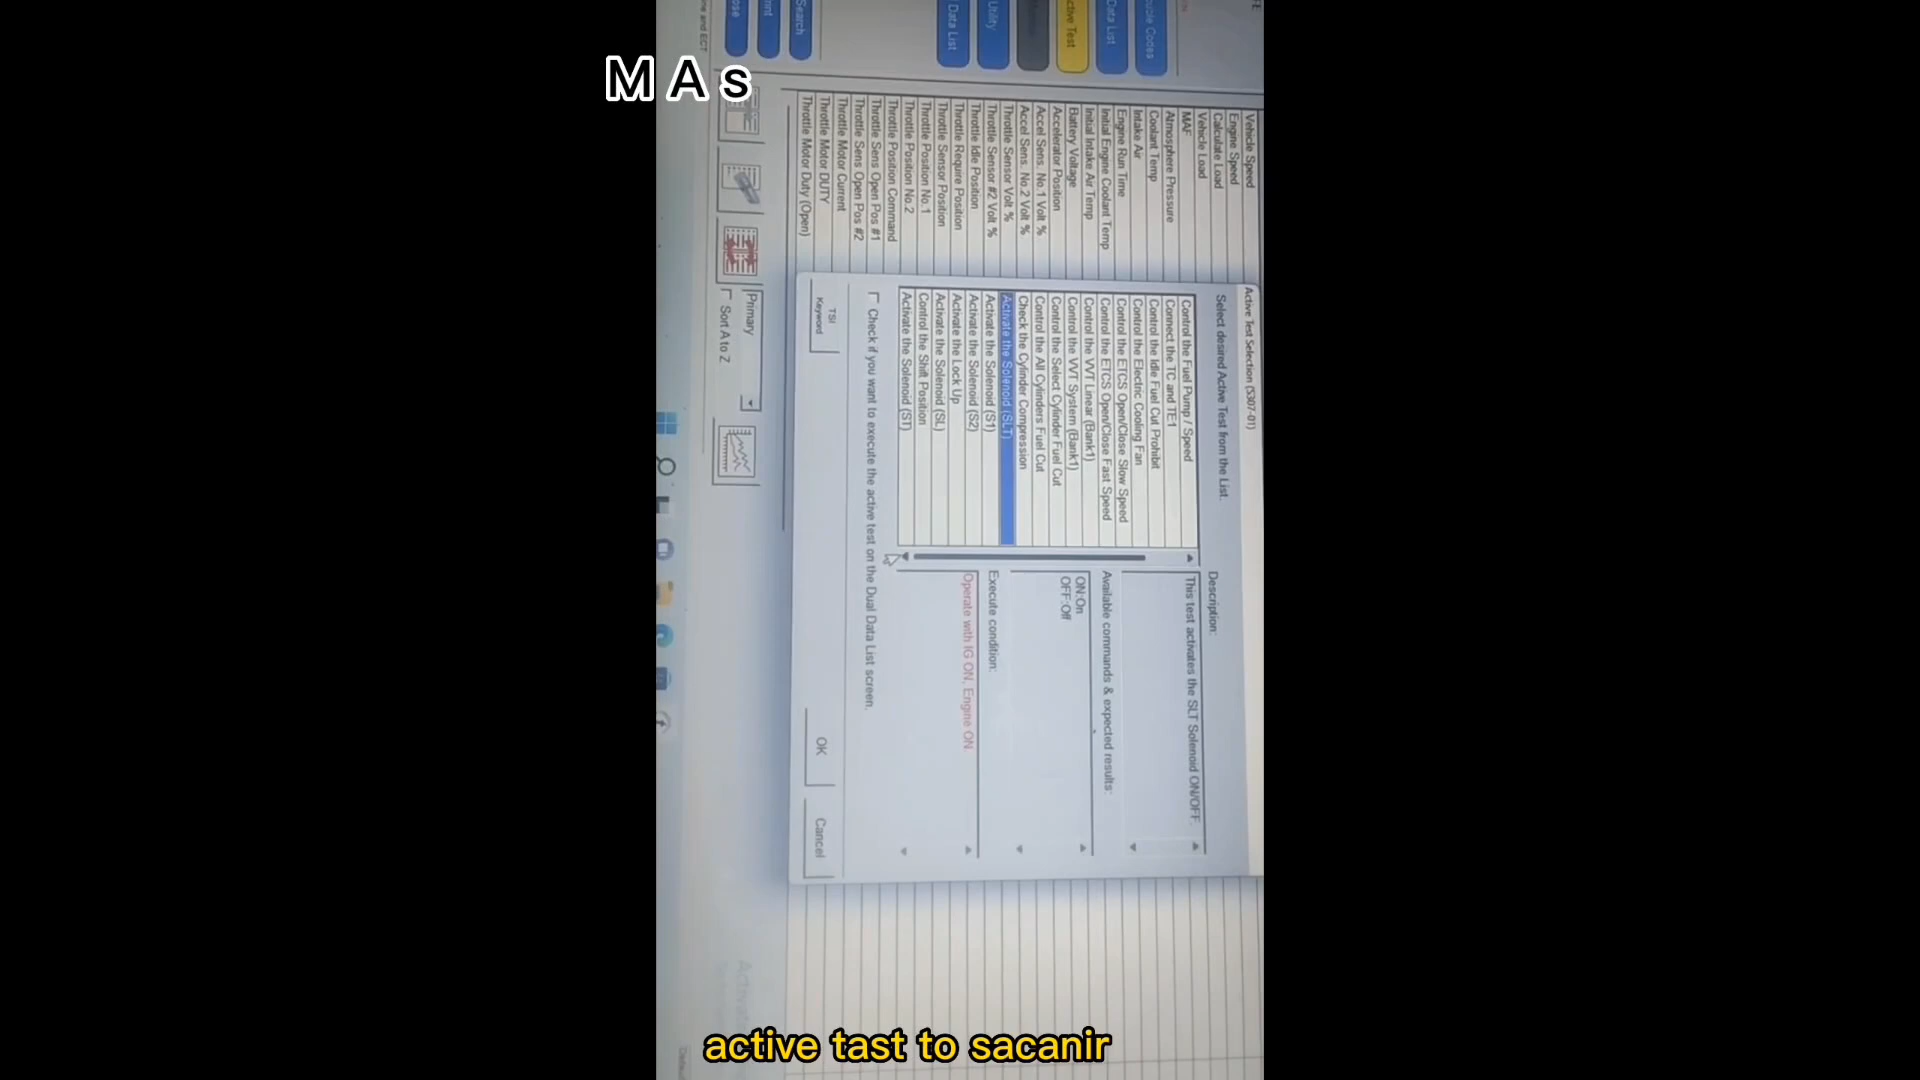 M A s
Trouble Codes
Data List
Active Test
Utility
Data List
Search
Vehicle Speed
Engine Speed
Calculate Load
Vehicle Load
MAF
Atmosphere Pressure
Coolant Temp
Intake Air
Engine Run Time
Initial Engine Coolant Temp
Initial Intake Air Temp
Battery Voltage
Accelerator Position
Accel Sens. No.1 Volt %
Accel Sens. No.2 Volt %
Throttle Sensor Volt %
Throttle Sensor #2 Volt %
Throttle Idle Position
Throttle Require Position
Throttle Sensor Position
Throttle Position No.1
Throttle Position No.2
Throttle Position Command
Throttle Sens Open Pos #1
Throttle Sens Open Pos #2
Throttle Motor Current
Throttle Motor DUTY
Throttle Motor Duty (Open)
Primary
Sort A to Z
Active Test Selection (S307-01)
Select desired Active Test from the List.
Control the Fuel Pump / Speed
Connect the TC and TE1
Control the Idle Fuel Cut Prohibit
Control the Electric Cooling Fan
Control the ETCS Open/Close Slow Speed
Control the ETCS Open/Close Fast Speed
Control the VVT Linear (Bank1)
Control the VVT System (Bank1)
Control the Select Cylinder Fuel Cut
Control the All Cylinders Fuel Cut
Check the Cylinder Compression
Activate the Solenoid (SLT)
Activate the Solenoid (S1)
Activate the Solenoid (S2)
Activate the Lock Up
Activate the Solenoid (SL)
Control the Shift Position
Activate the Solenoid (ST)
Description:
This test activates the SLT Solenoid ON/OFF.
Available commands & expected results:
ON:On
OFF:Off
Execute condition:
Operate with IG ON, Engine ON.
Check if you want to execute the active test on the Dual Data List screen.
TSI
Keyword
OK
Cancel
active tast to sacanir